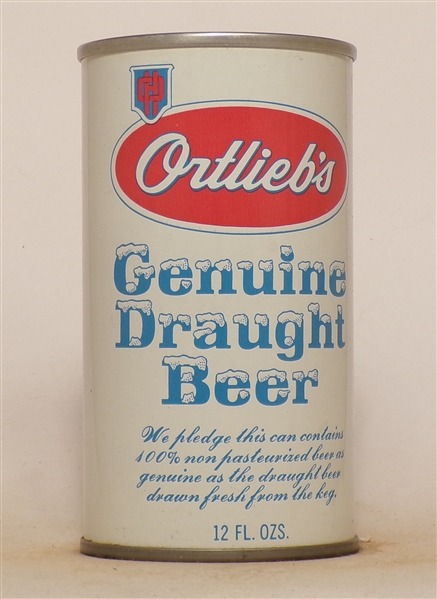 Ortlieb's
Genuine
Draught
Beer
We pledge this can contains
100% non pasteurized beer as
genuine as the draught beer
drawn fresh from the keg.
12 FL. OZS.